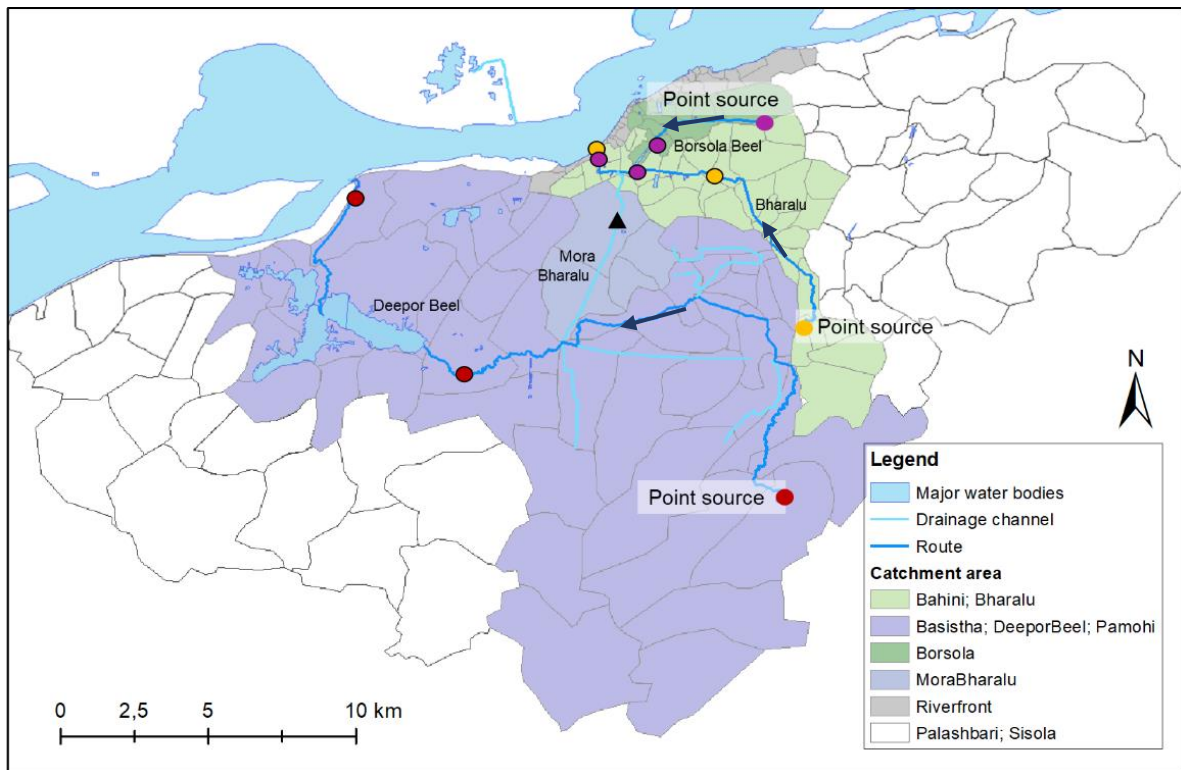 Point source
Borsola Beel
Bharalu
Mora
Bharalu
Deepor Beel
Point source
Point source
N
0 2,5 5 10 km
Legend
Major water bodies
Drainage channel
Route
Catchment area
Bahini; Bharalu
Basistha; DeeporBeel; Pamohi
Borsola
MoraBharalu
Riverfront
Palashbari; Sisola